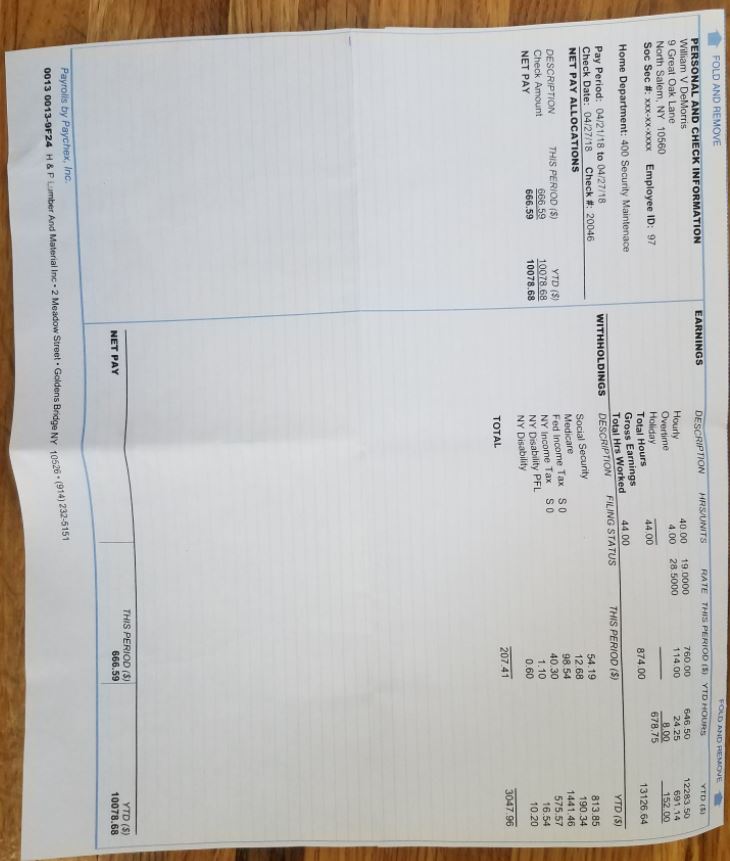 FOLD AND REMOVE
FOLD AND REMOVE
PERSONAL AND CHECK INFORMATION
William V DeMorris
9 Great Oak Lane
North Salem, NY 10560
Soc Sec #: xxx-xx-xxxx Employee ID: 97
Home Department: 400 Security Maintenace
Pay Period: 04/21/18 to 04/27/18
Check Date: 04/27/18 Check #: 20046
NET PAY ALLOCATIONS
DESCRIPTION THIS PERIOD ($) YTD ($)
Check Amount 666.59 10078.68
NET PAY 666.59 10078.68
EARNINGS DESCRIPTION HRS/UNITS RATE THIS PERIOD ($) YTD HOURS YTD ($)
Hourly 40.00 19.0000 760.00 646.50 12283.50
Overtime 4.00 28.5000 114.00 24.25 691.14
Holiday 8.00 152.00
Total Hours 44.00 678.75
Gross Earnings 874.00 13126.64
Total Hrs Worked 44.00
WITHHOLDINGS DESCRIPTION FILING STATUS THIS PERIOD ($) YTD ($)
Social Security 54.19 813.85
Medicare 12.68 190.34
Fed Income Tax S 0 98.54 1441.46
NY Income Tax S 0 40.30 575.57
NY Disability PFL 1.10 16.54
NY Disability 0.60 10.20
TOTAL 207.41 3047.96
THIS PERIOD ($) YTD ($)
NET PAY 666.59 10078.68
Payrolls by Paychex, Inc.
0013 0013-9F24 H & P Lumber And Material Inc • 2 Meadow Street • Goldens Bridge NY 10526 • (914) 232-5151